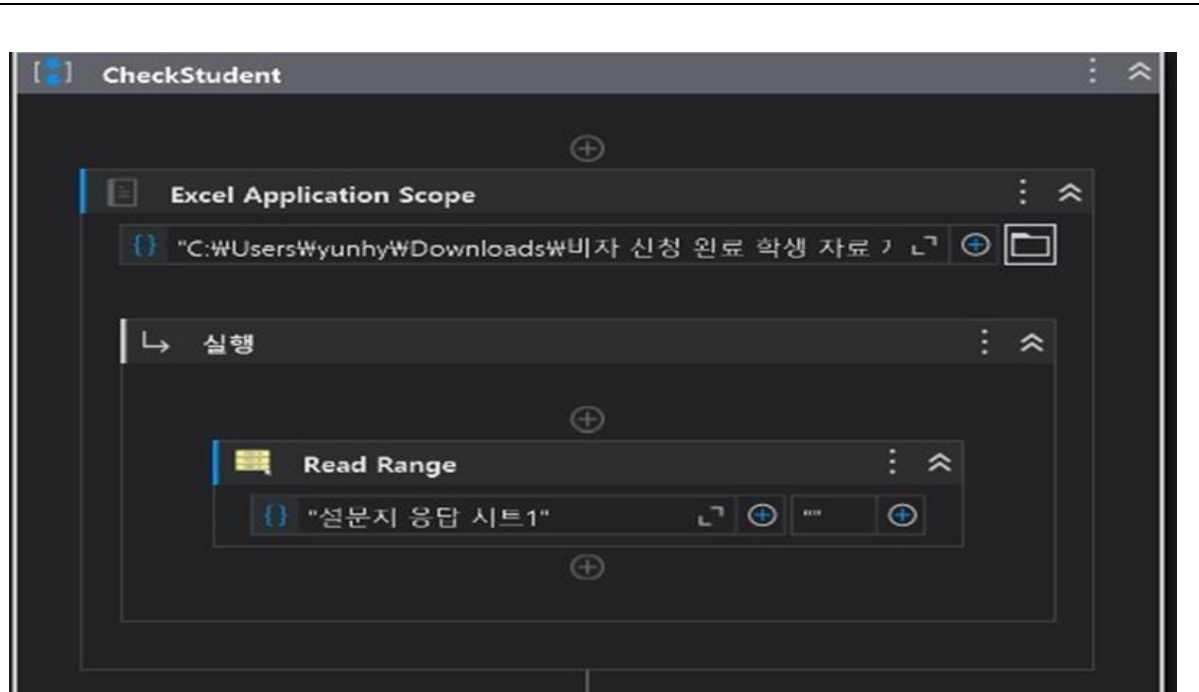 CheckStudent
Excel Application Scope
"C:₩Users₩yunhy₩Downloads₩비자 신청 완료 학생 자료
실행
Read Range
"설문지 응답 시트1" ""